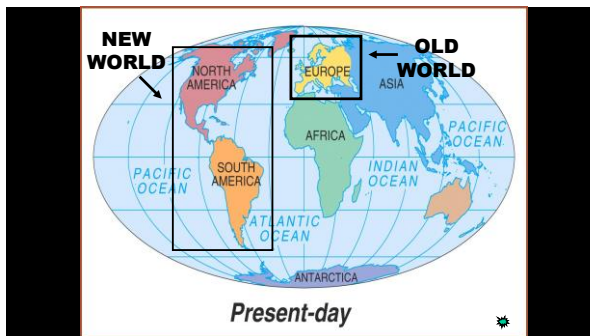 NEW
WORLD
OLD
WORLD
NORTH
AMERICA
EUROPE
ASIA
AFRICA
PACIFIC
OCEAN
SOUTH
AMERICA
PACIFIC
OCEAN
INDIAN
OCEAN
ATLANTIC
OCEAN
ANTARCTICA
Present-day